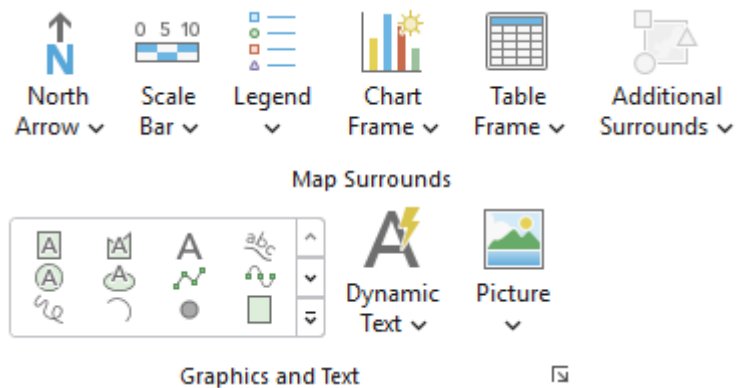 N
0 5 10
North Arrow
Scale Bar
Legend
Chart Frame
Table Frame
Additional Surrounds
Map Surrounds
A A A abc
A A
A
Dynamic Text
Picture
Graphics and Text